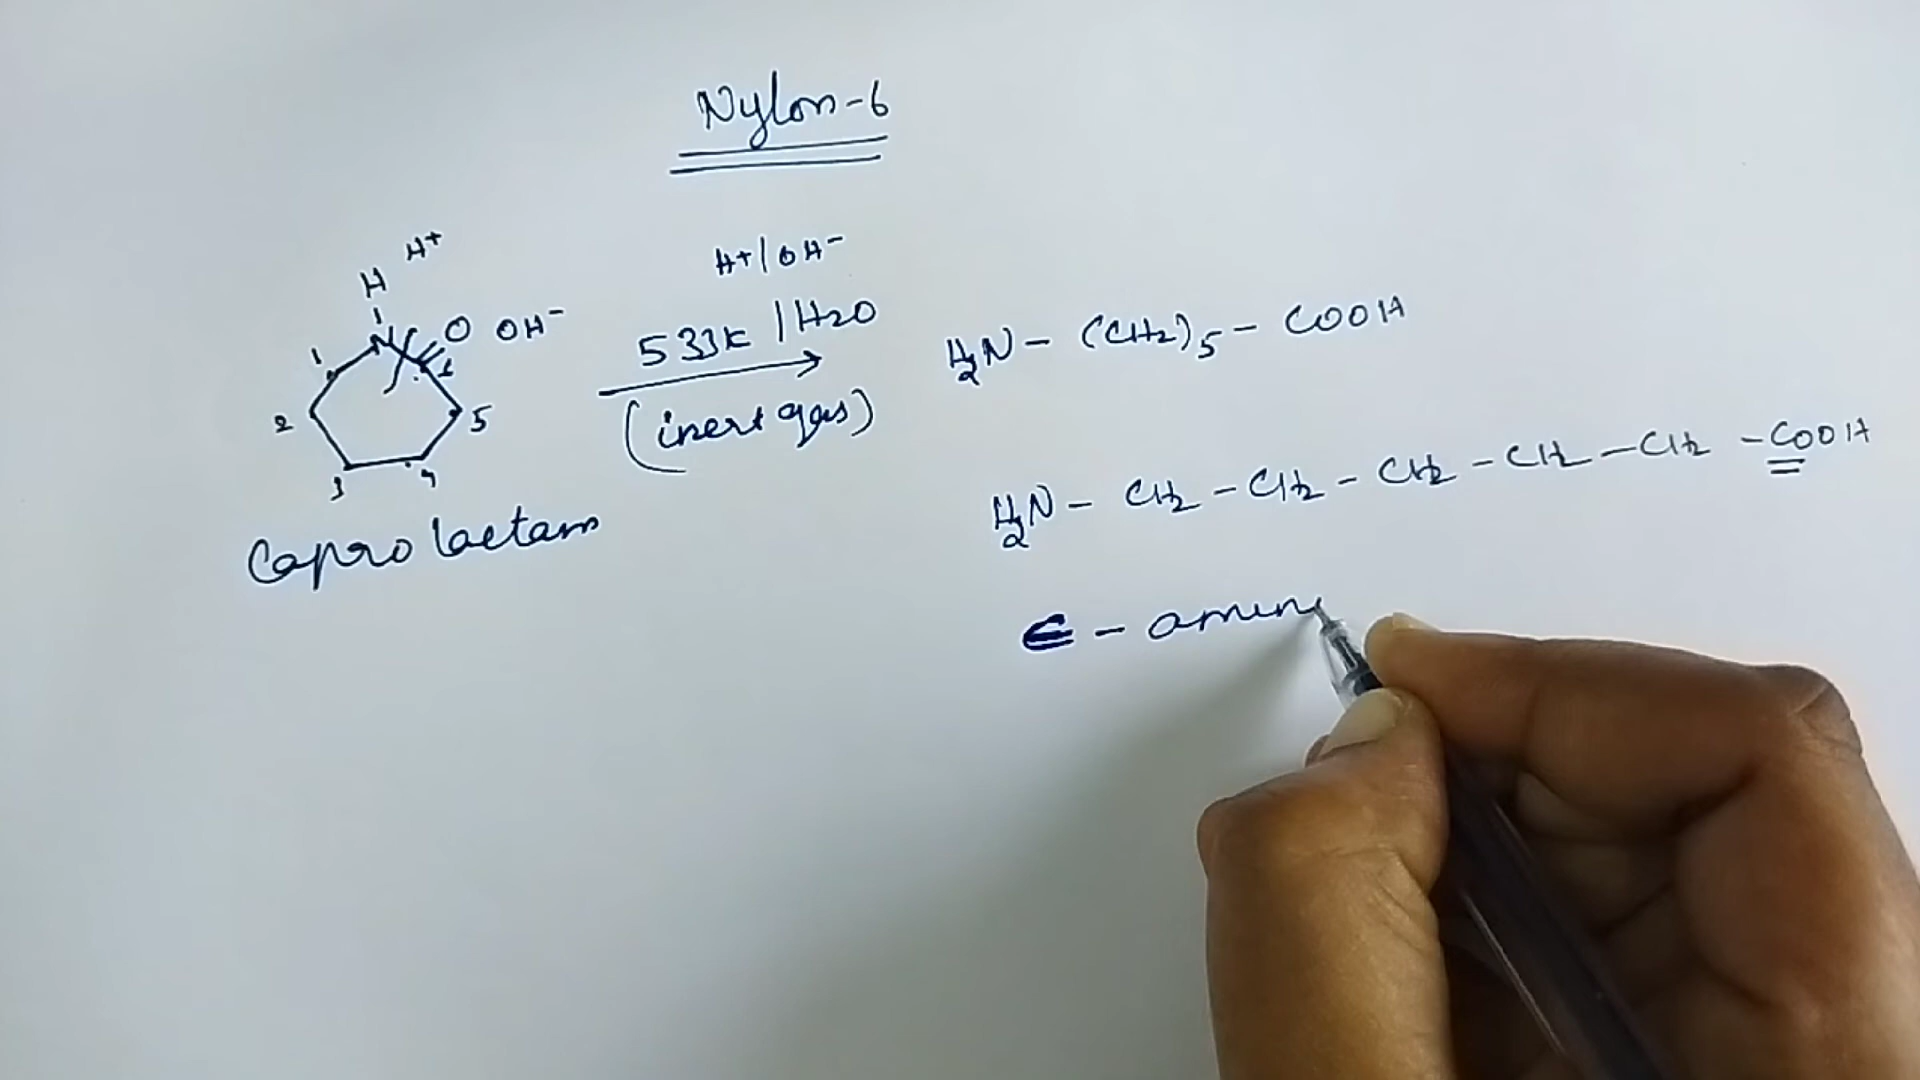 Nylon-6
H+
H
H+/OH-
N O OH-
533K / H2O
H2N - (CH2)5 - COOH
1 6
(inert gas)
2 5
3 4
H2N - CH2 - CH2 - CH2 - CH2 - CH2 - COOH
Caprolactam
ε - amin